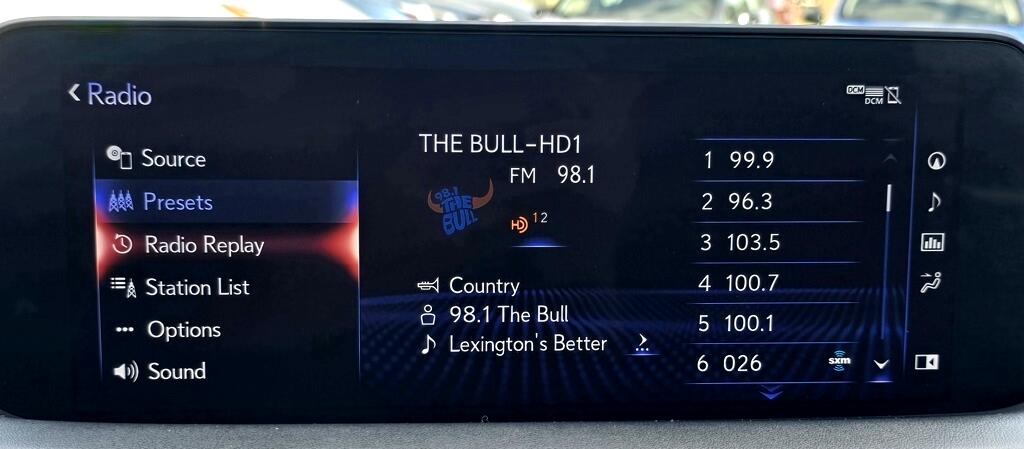 Radio
DCM
DCM
Source
Presets
Radio Replay
Station List
Options
Sound
THE BULL-HD1
FM 98.1
98.1
THE
BULL
HD 1 2
Country
98.1 The Bull
Lexington's Better
1 99.9
2 96.3
3 103.5
4 100.7
5 100.1
6 026
sxm